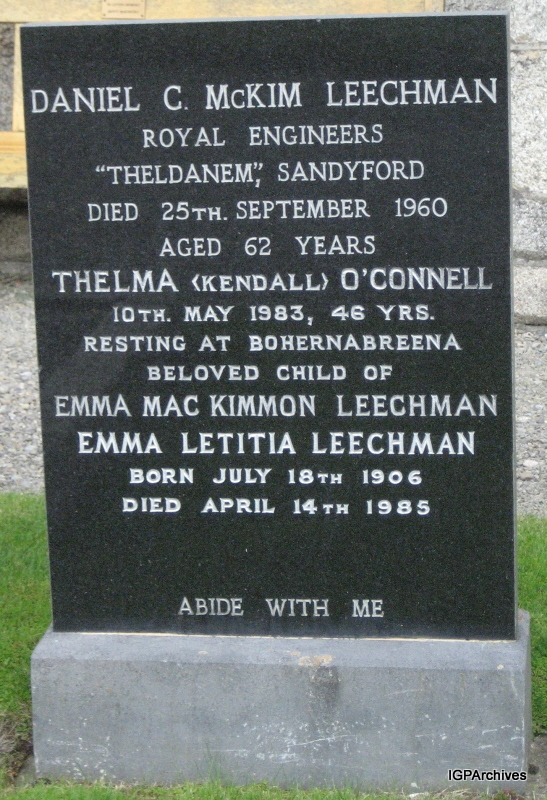 DANIEL C. McKIM LEECHMAN
ROYAL ENGINEERS
"THELDANEM", SANDYFORD
DIED 25TH. SEPTEMBER 1960
AGED 62 YEARS
THELMA (KENDALL) O'CONNELL
10TH. MAY 1983, 46 YRS.
RESTING AT BOHERNABREENA
BELOVED CHILD OF
EMMA MAC KIMMON LEECHMAN
EMMA LETITIA LEECHMAN
BORN JULY 18TH 1906
DIED APRIL 14TH 1985
ABIDE WITH ME
IGPArchives